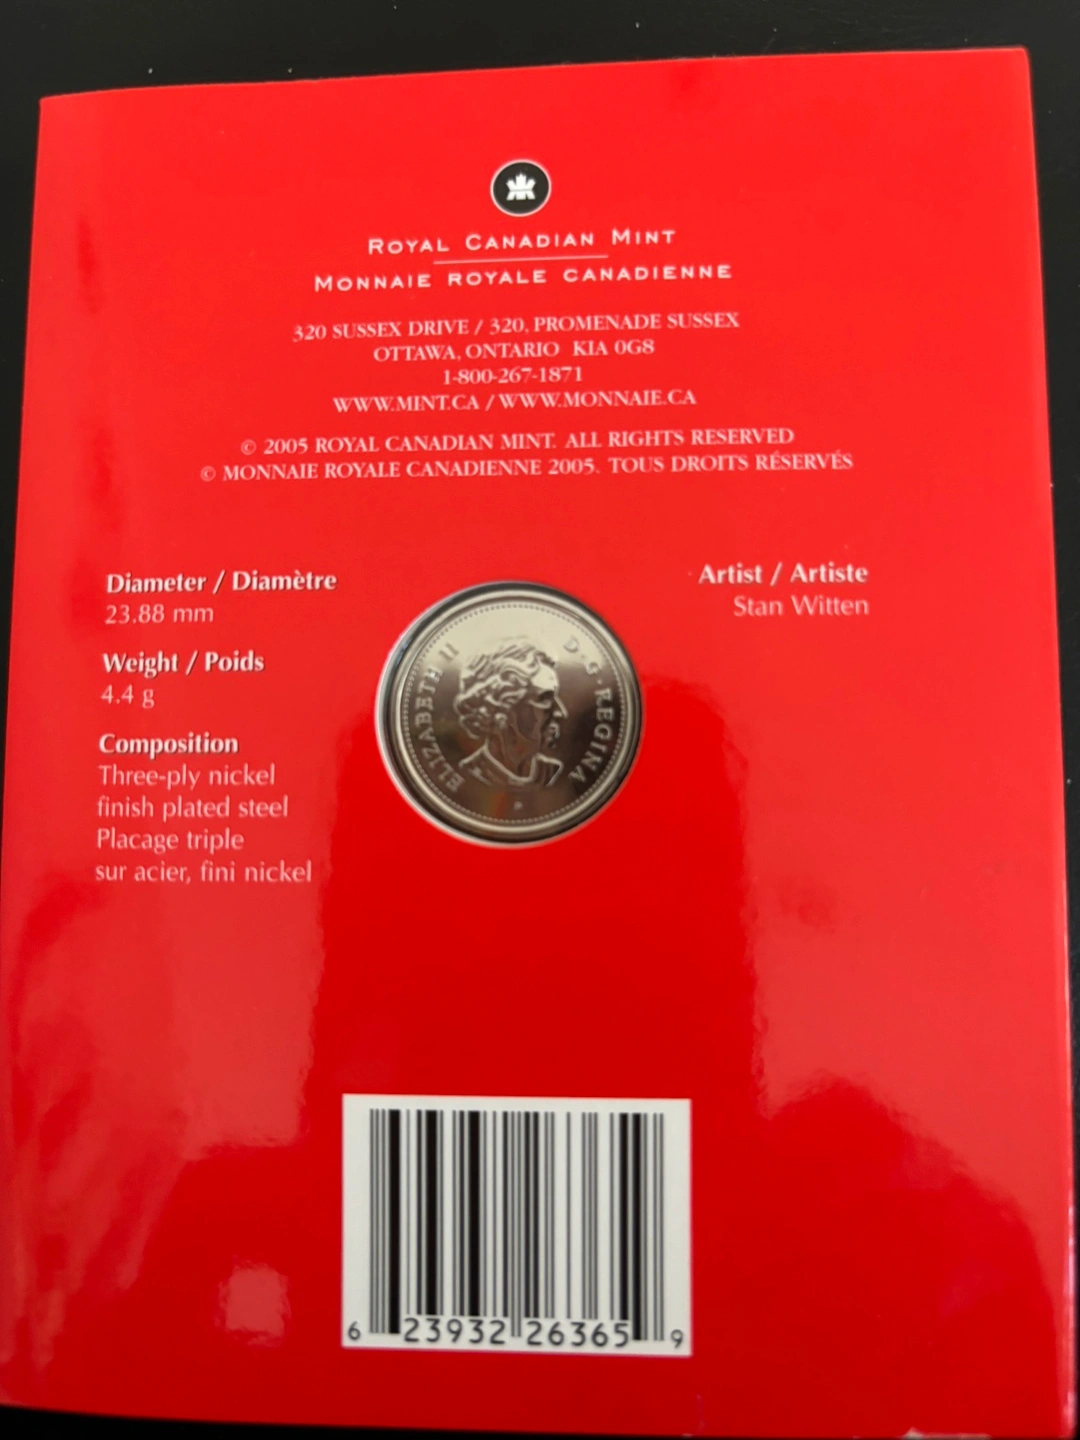 ROYAL CANADIAN MINT
MONNAIE ROYALE CANADIENNE
320 SUSSEX DRIVE / 320, PROMENADE SUSSEX
OTTAWA, ONTARIO K1A 0G8
1-800-267-1871
WWW.MINT.CA / WWW.MONNAIE.CA
© 2005 ROYAL CANADIAN MINT. ALL RIGHTS RESERVED
© MONNAIE ROYALE CANADIENNE 2005. TOUS DROITS RÉSERVÉS
Diameter / Diamètre
23.88 mm
Weight / Poids
4.4 g
Composition
Three-ply nickel
finish plated steel
Placage triple
sur acier, fini nickel
ELIZABETH II D·G·REGINA
P
Artist / Artiste
Stan Witten
6 23932 26365 9